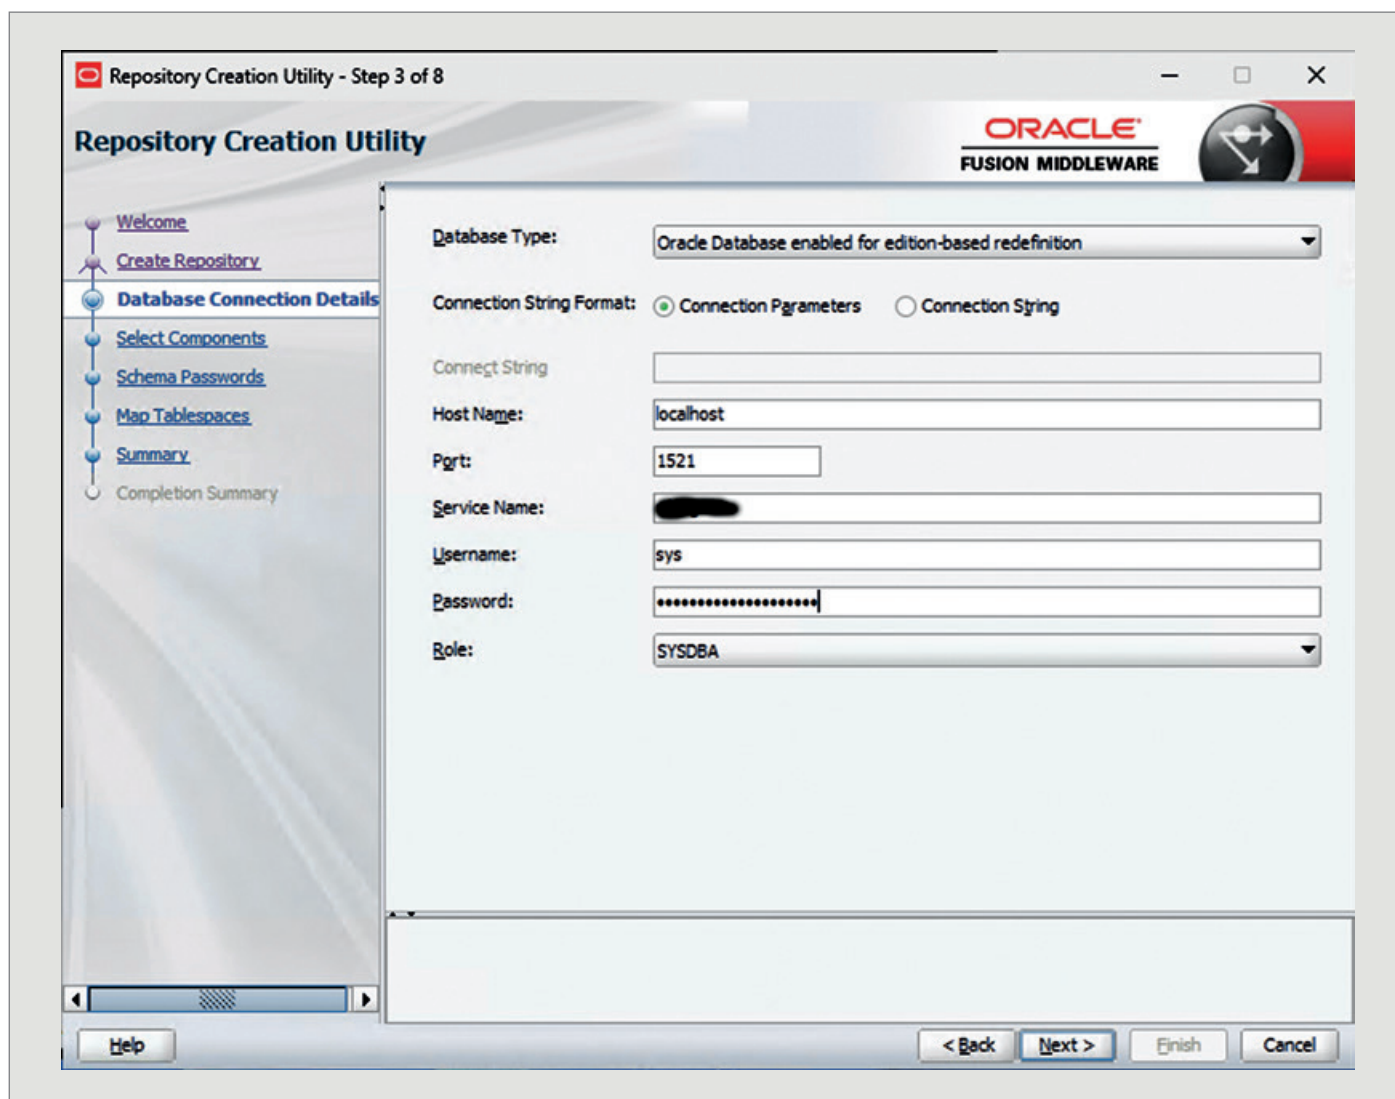 Repository Creation Utility - Step 3 of 8
Repository Creation Utility
ORACLE
FUSION MIDDLEWARE
Welcome
Create Repository
Database Connection Details
Select Components
Schema Passwords
Map Tablespaces
Summary
Completion Summary
Database Type: Oracle Database enabled for edition-based redefinition
Connection String Format: Connection Parameters Connection String
Connect String
Host Name: localhost
Port: 1521
Service Name:
Username: sys
Password: ••••••••••••••••••••
Role: SYSDBA
Help < Back Next > Finish Cancel